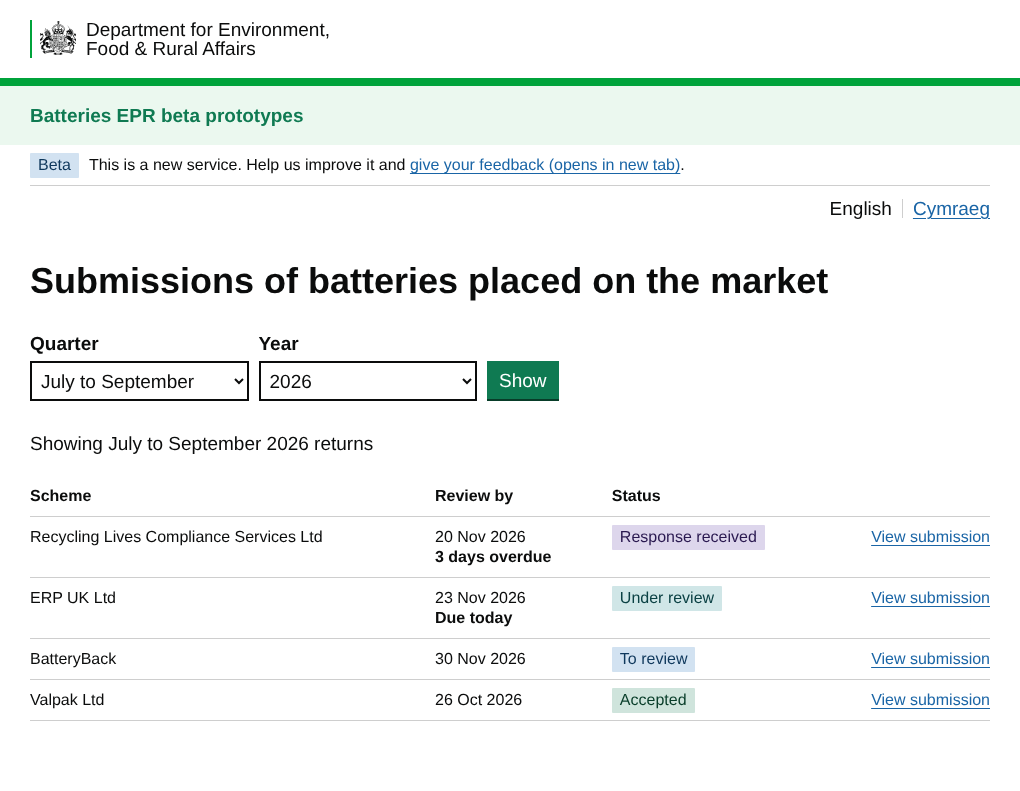 Department for Environment,
Food & Rural Affairs
Batteries EPR beta prototypes
Beta This is a new service. Help us improve it and give your feedback (opens in new tab).
English Cymraeg
Submissions of batteries placed on the market
Quarter Year
July to September 2026 Show
Showing July to September 2026 returns
Scheme Review by Status
Recycling Lives Compliance Services Ltd 20 Nov 2026 Response received View submission
3 days overdue
ERP UK Ltd 23 Nov 2026 Under review View submission
Due today
BatteryBack 30 Nov 2026 To review View submission
Valpak Ltd 26 Oct 2026 Accepted View submission